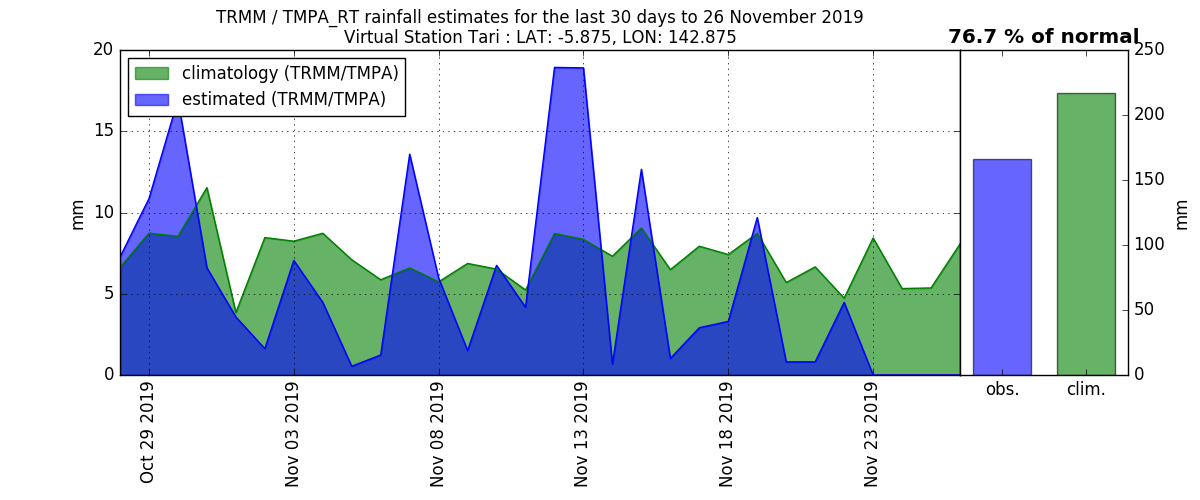 TRMM / TMPA_RT rainfall estimates for the last 30 days to 26 November 2019
Virtual Station Tari : LAT: -5.875, LON: 142.875
76.7 % of normal
climatology (TRMM/TMPA)
estimated (TRMM/TMPA)
20
15
10
5
0
mm
Oct 29 2019
Nov 03 2019
Nov 08 2019
Nov 13 2019
Nov 18 2019
Nov 23 2019
250
200
150
100
50
0
mm
obs.
clim.